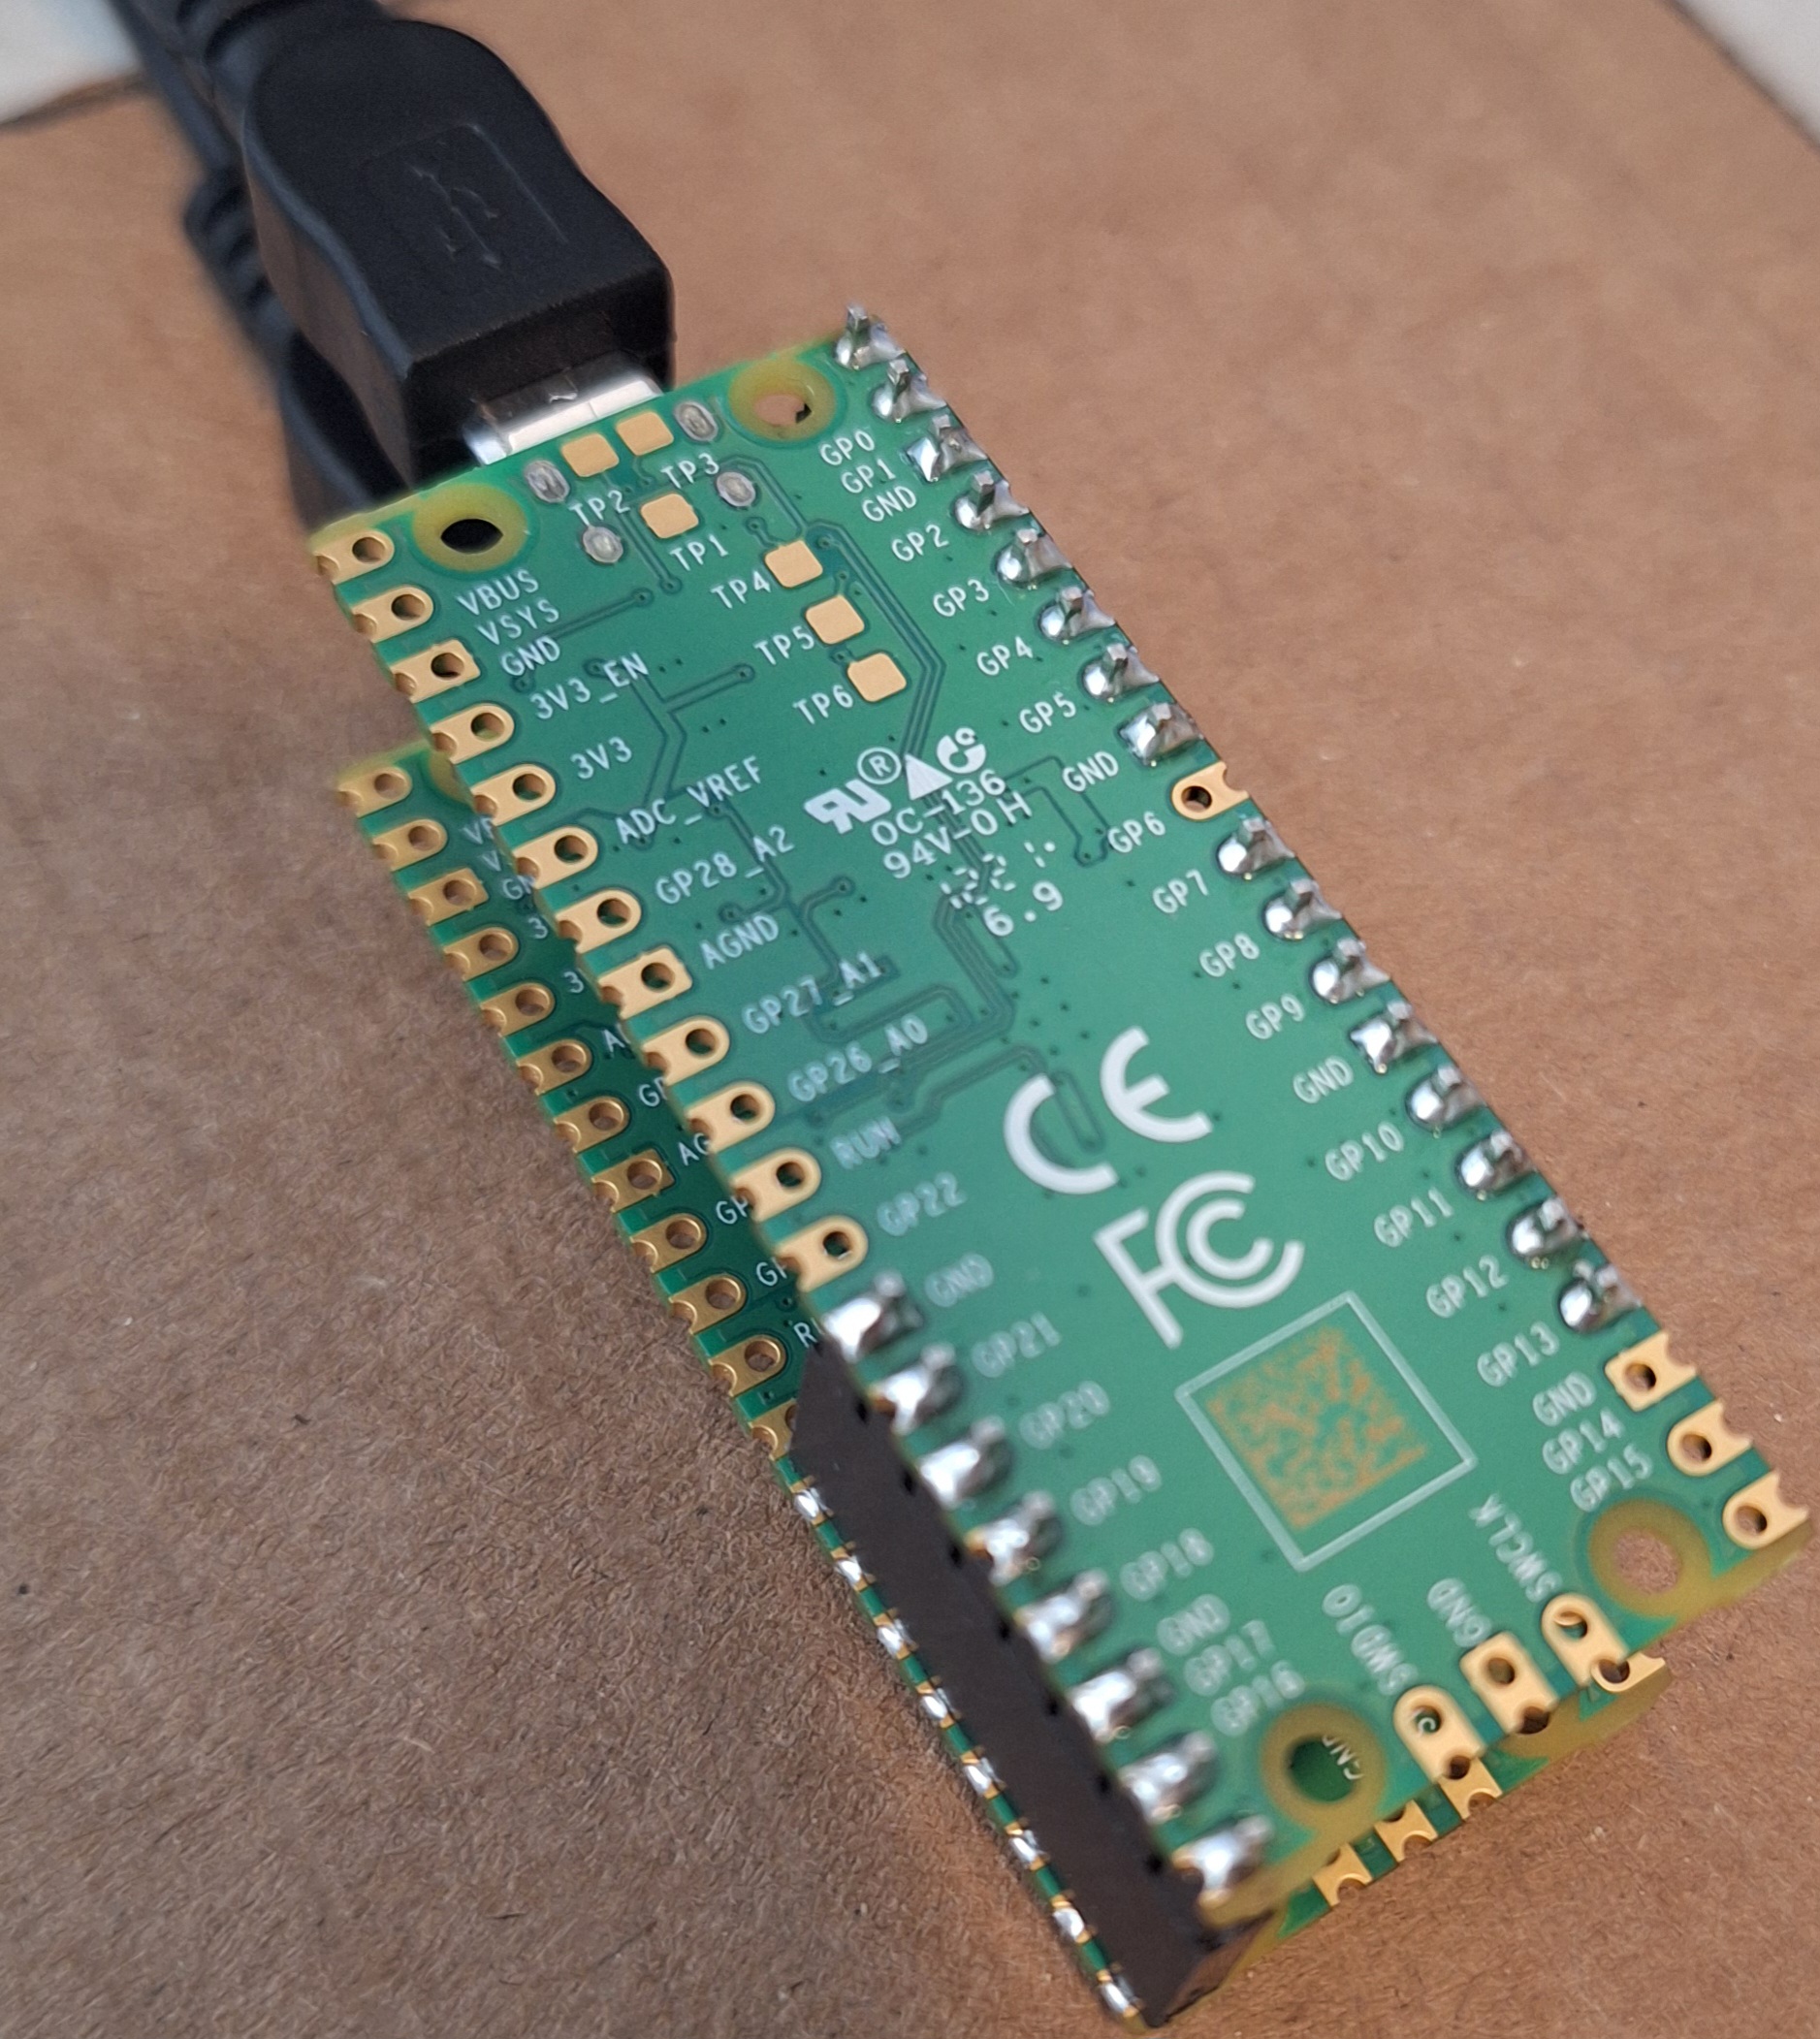 TP3
TP2
TP1
TP4
TP5
TP6
VBUS
VSYS
GND
3V3_EN
3V3
ADC_VREF
GP28_A2
AGND
GP27_A1
GP26_A0
RUN
GP22
GND
GP21
GP20
GP19
GP18
GND
GP17
GP16
GP0
GP1
GND
GP2
GP3
GP4
GP5
GND
GP6
GP7
GP8
GP9
GND
GP10
GP11
GP12
GP13
GND
GP14
GP15
®
OC-136
94V-0 H
6.9
CE
FC
SWCLK
GND
SWDIO
GND